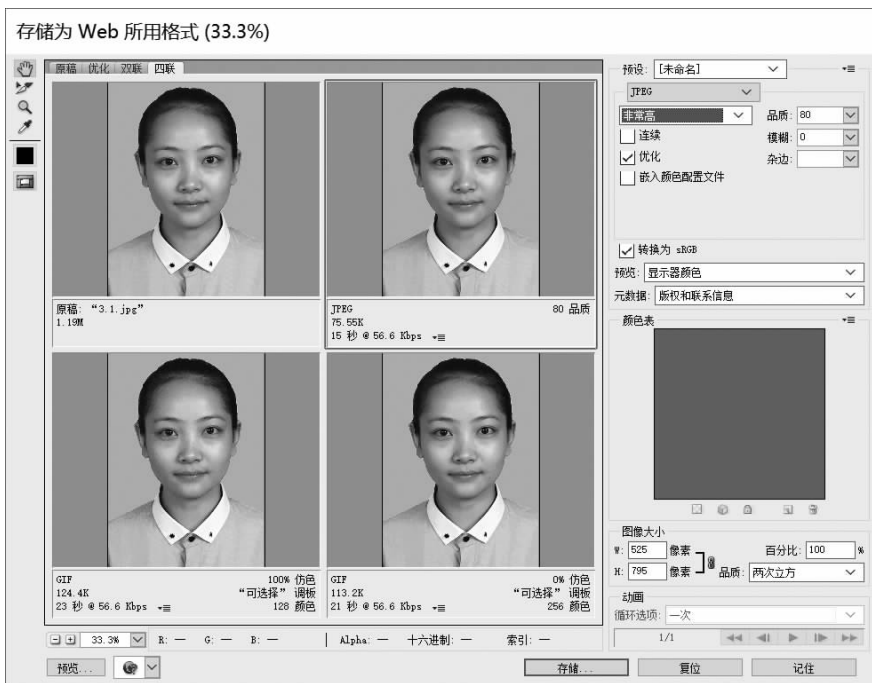 存储为 Web 所用格式 (33.3%)
原稿 优化 双联 四联
原稿: “3.1.jpg”
1.19M
JPEG 80 品质
75.55K
15 秒 @ 56.6 Kbps
GIF 100% 仿色
124.4K “可选择” 调板
23 秒 @ 56.6 Kbps 128 颜色
GIF 0% 仿色
113.2K “可选择” 调板
21 秒 @ 56.6 Kbps 256 颜色
预设: [未命名]
JPEG
非常高 品质: 80
连续 模糊: 0
优化 杂边:
嵌入颜色配置文件
转换为 sRGB
预览: 显示器颜色
元数据: 版权和联系信息
颜色表
图像大小
W: 525 像素 百分比: 100 %
H: 795 像素 品质: 两次立方
动画
循环选项: 一次
1/1
33.3% R: — G: — B: — Alpha: — 十六进制: — 索引: —
预览... 存储... 复位 记住